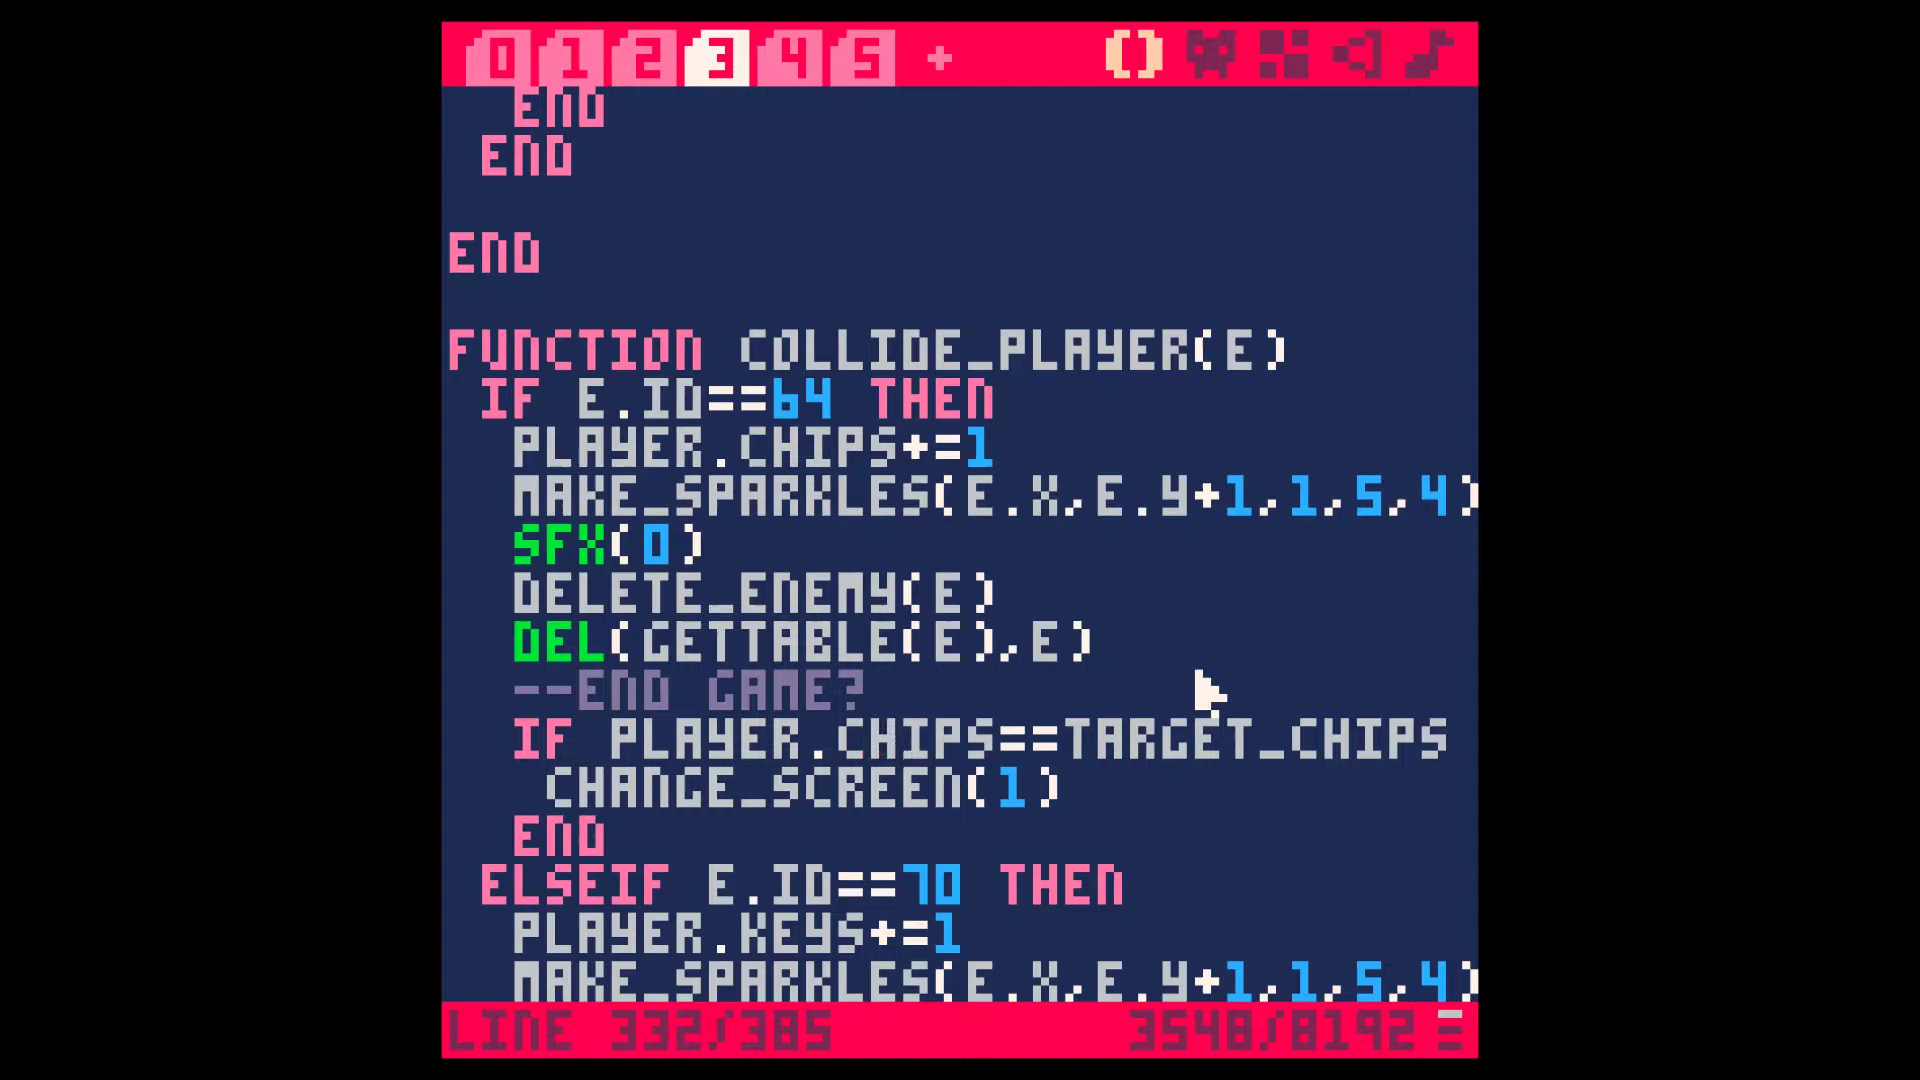 0 1 2 3 4 5 +
END
END
END
FUNCTION COLLIDE_PLAYER(E)
IF E.ID==64 THEN
PLAYER.CHIPS+=1
MAKE_SPARKLES(E.X,E.Y+1,1,5,4)
SFX(0)
DELETE_ENEMY(E)
DEL(GETTABLE(E),E)
--END GAME?
IF PLAYER.CHIPS==TARGET_CHIPS
CHANGE_SCREEN(1)
END
ELSEIF E.ID==70 THEN
PLAYER.KEYS+=1
MAKE_SPARKLES(E.X,E.Y+1,1,5,4)
LINE 332/385 3548/8192